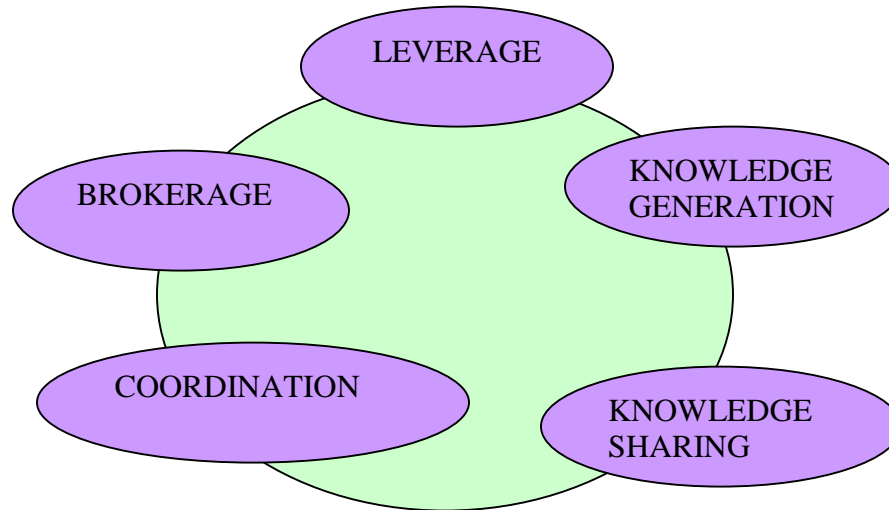 LEVERAGE
KNOWLEDGE
GENERATION
BROKERAGE
COORDINATION
KNOWLEDGE
SHARING